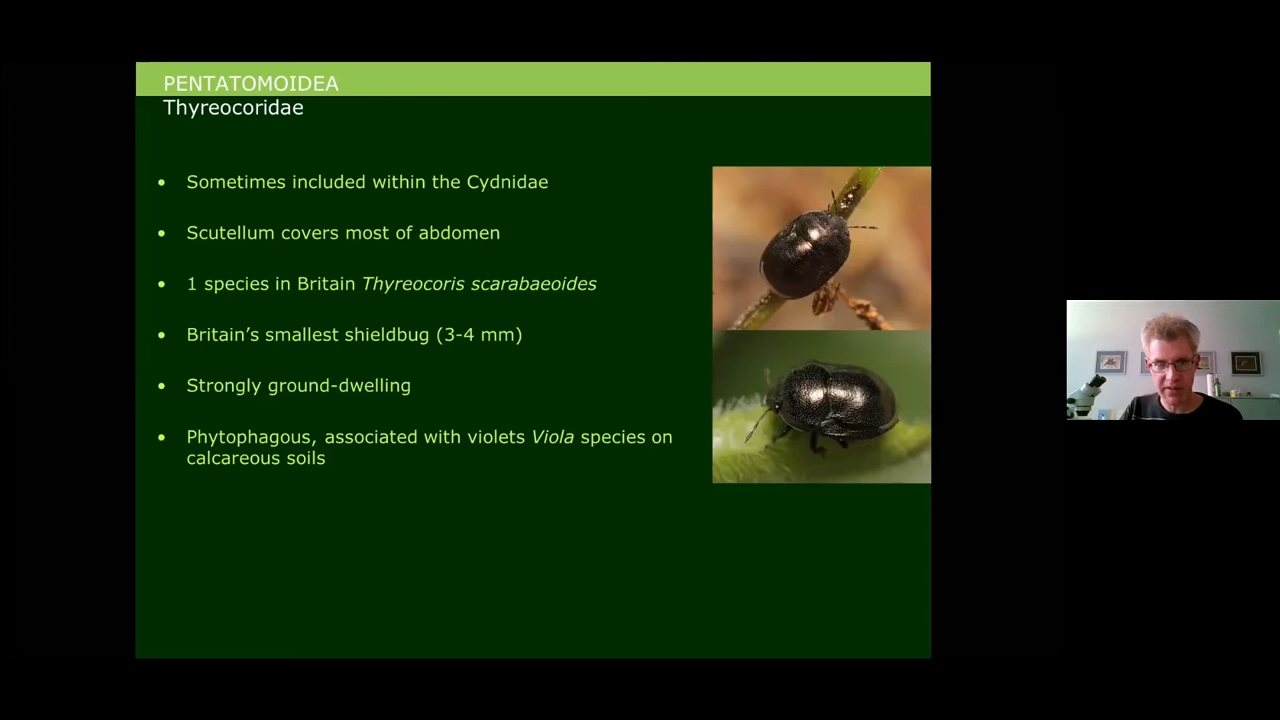 PENTATOMOIDEA
Thyreocoridae
• Sometimes included within the Cydnidae
• Scutellum covers most of abdomen
• 1 species in Britain Thyreocoris scarabaeoides
• Britain’s smallest shieldbug (3-4 mm)
• Strongly ground-dwelling
• Phytophagous, associated with violets Viola species on
calcareous soils